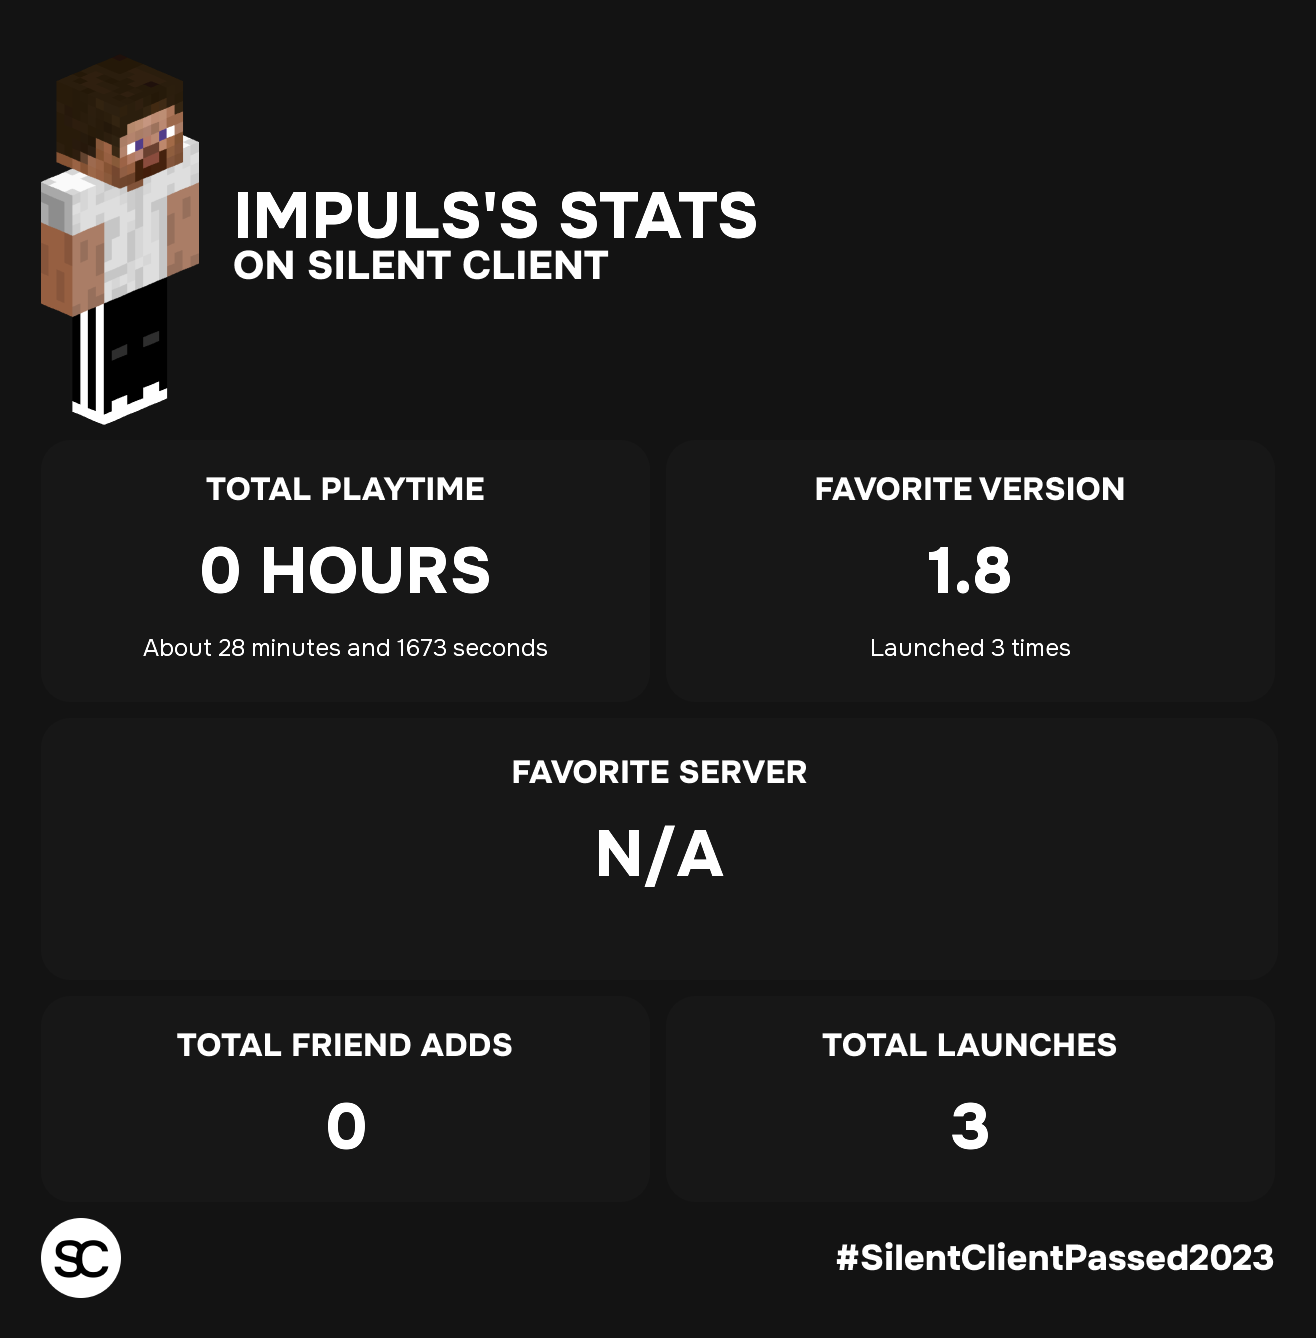 IMPULS'S STATS
ON SILENT CLIENT
TOTAL PLAYTIME
0 HOURS
About 28 minutes and 1673 seconds
FAVORITE VERSION
1.8
Launched 3 times
FAVORITE SERVER
N/A
TOTAL FRIEND ADDS
0
TOTAL LAUNCHES
3
SC
#SilentClientPassed2023